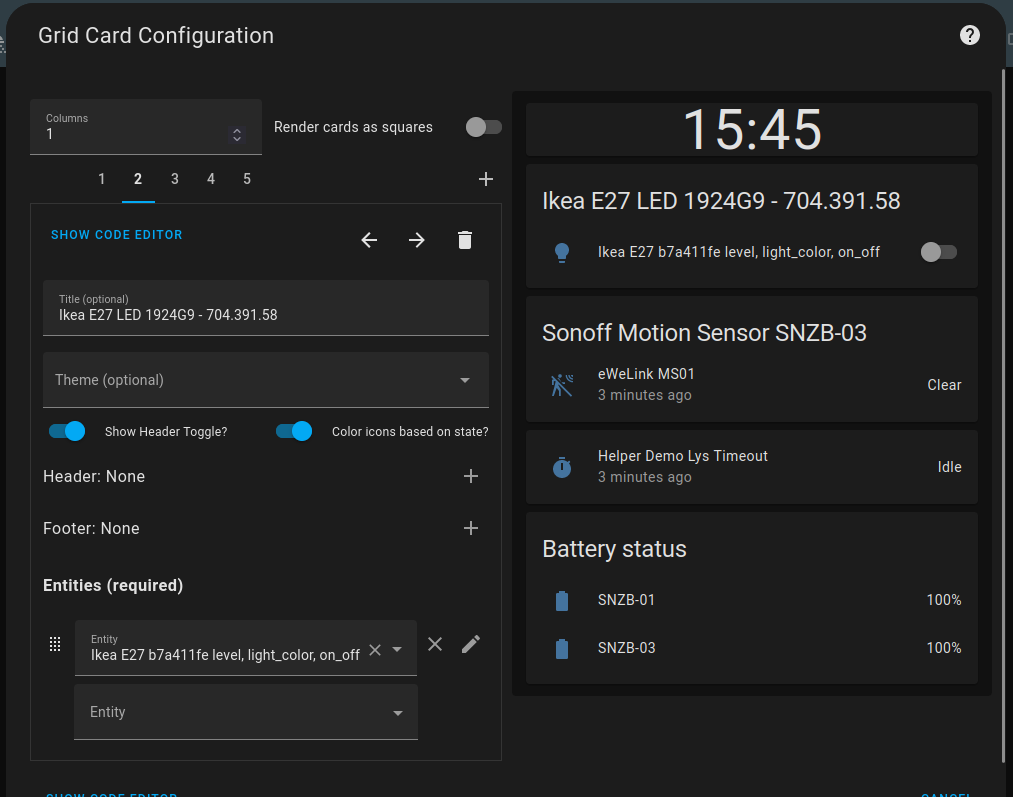 Grid Card Configuration
?
Columns
1
Render cards as squares
1 2 3 4 5
SHOW CODE EDITOR
Title (optional)
Ikea E27 LED 1924G9 - 704.391.58
Theme (optional)
Show Header Toggle?
Color icons based on state?
Header: None
Footer: None
Entities (required)
Entity
Ikea E27 b7a411fe level, light_color, on_off
Entity
SHOW CODE EDITOR
15:45
Ikea E27 LED 1924G9 - 704.391.58
Ikea E27 b7a411fe level, light_color, on_off
Sonoff Motion Sensor SNZB-03
eWeLink MS01
3 minutes ago
Clear
Helper Demo Lys Timeout
3 minutes ago
Idle
Battery status
SNZB-01 100%
SNZB-03 100%
CANCEL